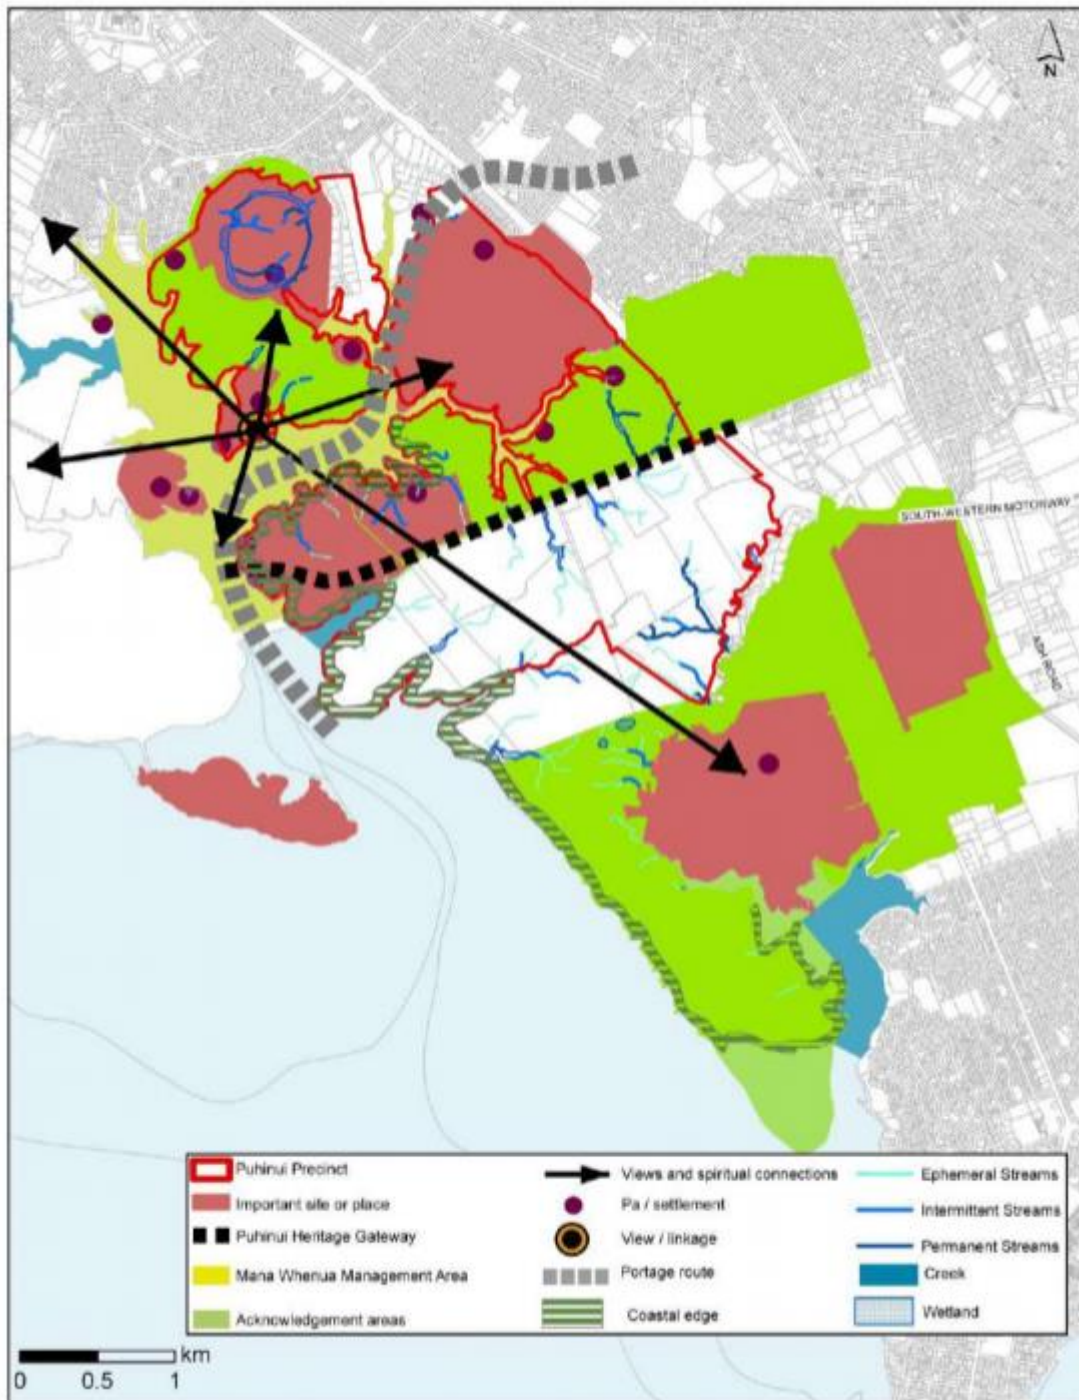 N
SOUTH-WESTERN MOTORWAY
ASH ROAD
Puhinui Precinct
Important site or place
Puhinui Heritage Gateway
Mana Whenua Management Area
Acknowledgement areas
Views and spiritual connections
Pa / settlement
View / linkage
Portage route
Coastal edge
Ephemeral Streams
Intermittent Streams
Permanent Streams
Creek
Wetland
km
0 0.5 1